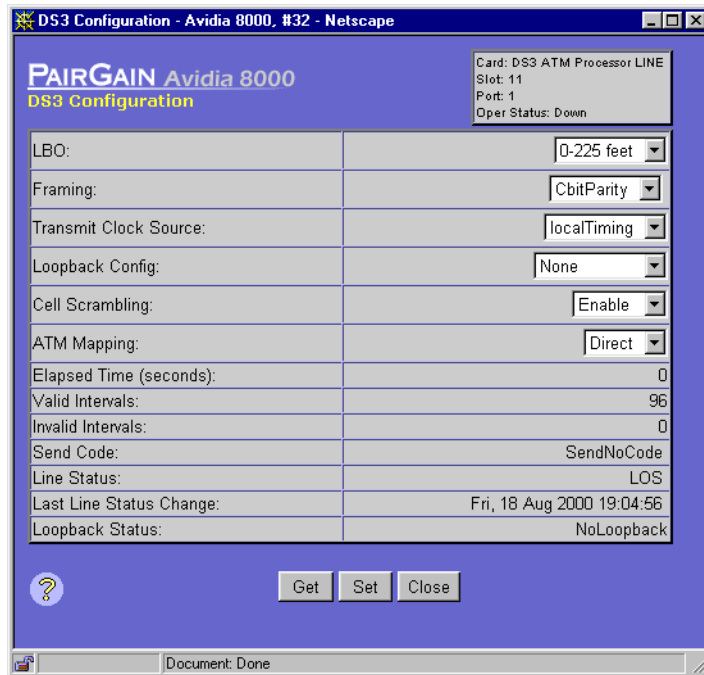 DS3 Configuration - Avidia 8000, #32 - Netscape
PAIRGAIN Avidia 8000
DS3 Configuration
Card: DS3 ATM Processor LINE
Slot: 11
Port: 1
Oper Status: Down
LBO: 0-225 feet
Framing: CbitParity
Transmit Clock Source: localTiming
Loopback Config: None
Cell Scrambling: Enable
ATM Mapping: Direct
Elapsed Time (seconds): 0
Valid Intervals: 96
Invalid Intervals: 0
Send Code: SendNoCode
Line Status: LOS
Last Line Status Change: Fri, 18 Aug 2000 19:04:56
Loopback Status: NoLoopback
? Get Set Close
Document: Done